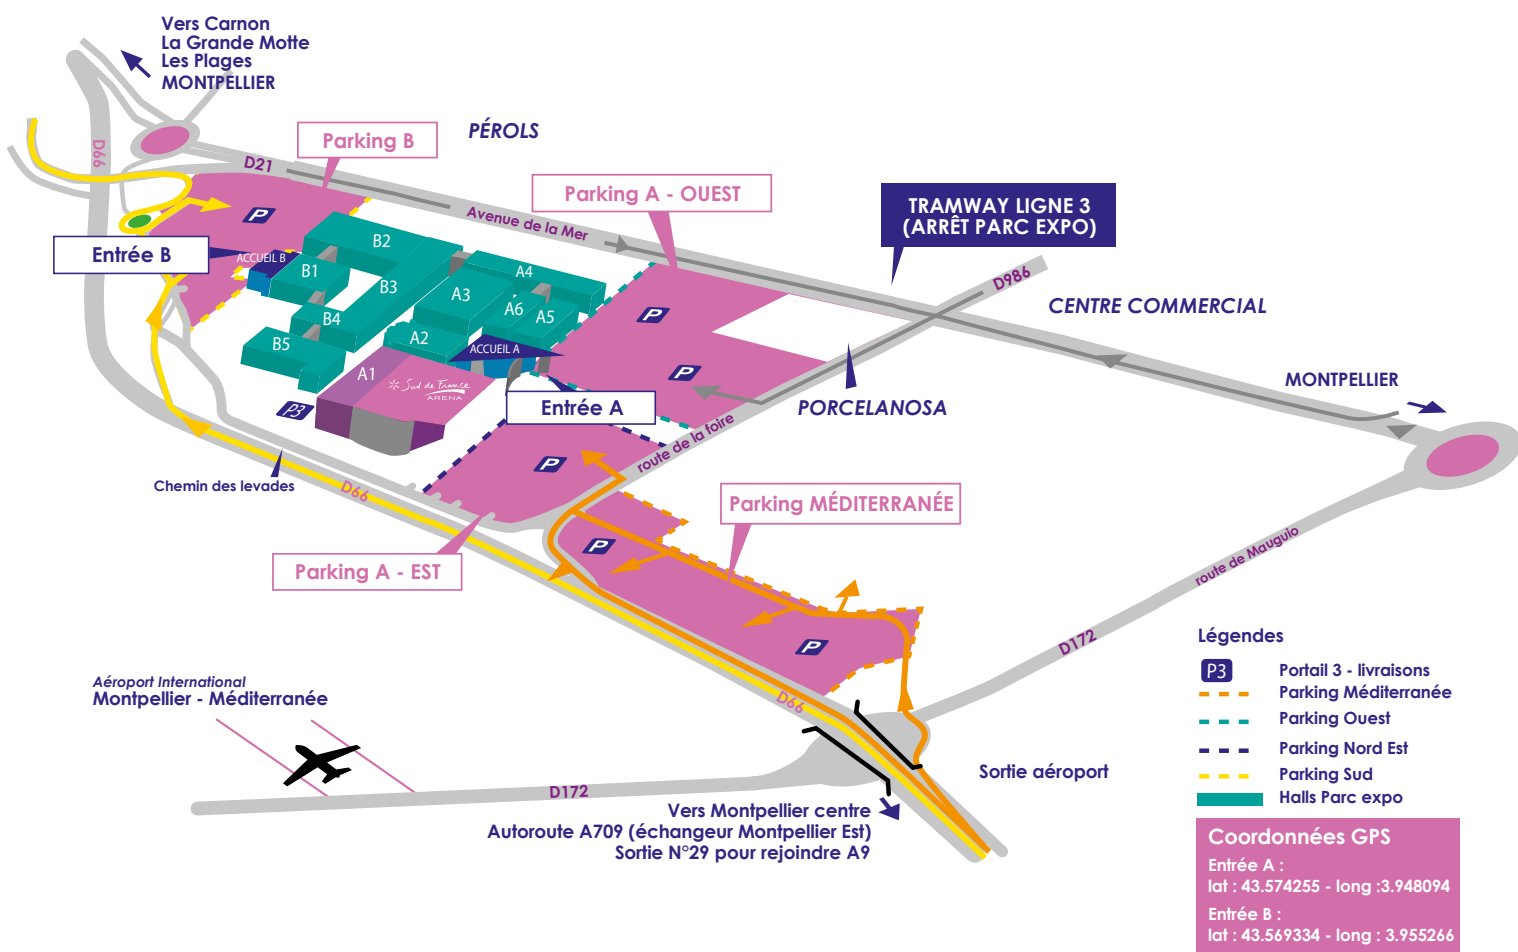 Vers Carnon
La Grande Motte
Les Plages
MONTPELLIER
PÉROLS
Parking B
D66
D21
Parking A - OUEST
Avenue de la Mer
TRAMWAY LIGNE 3
(ARRÊT PARC EXPO)
D986
CENTRE COMMERCIAL
P
Entrée B
ACCUEIL B
B2
B1
B3
B4
B5
A4
A3
A6
A5
A2
ACCUEIL A
A1
Sud de France
ARENA
P
P
P3
Entrée A
PORCELANOSA
MONTPELLIER
route de la foire
P
Chemin des levades
D66
Parking MÉDITERRANÉE
P
Parking A - EST
route de Mauguio
P
D172
D66
Aéroport International
Montpellier - Méditerranée
D172
Sortie aéroport
Vers Montpellier centre
Autoroute A709 (échangeur Montpellier Est)
Sortie N°29 pour rejoindre A9
Légendes
P3 Portail 3 - livraisons
Parking Méditerranée
Parking Ouest
Parking Nord Est
Parking Sud
Halls Parc expo
Coordonnées GPS
Entrée A :
lat : 43.574255 - long :3.948094
Entrée B :
lat : 43.569334 - long : 3.955266